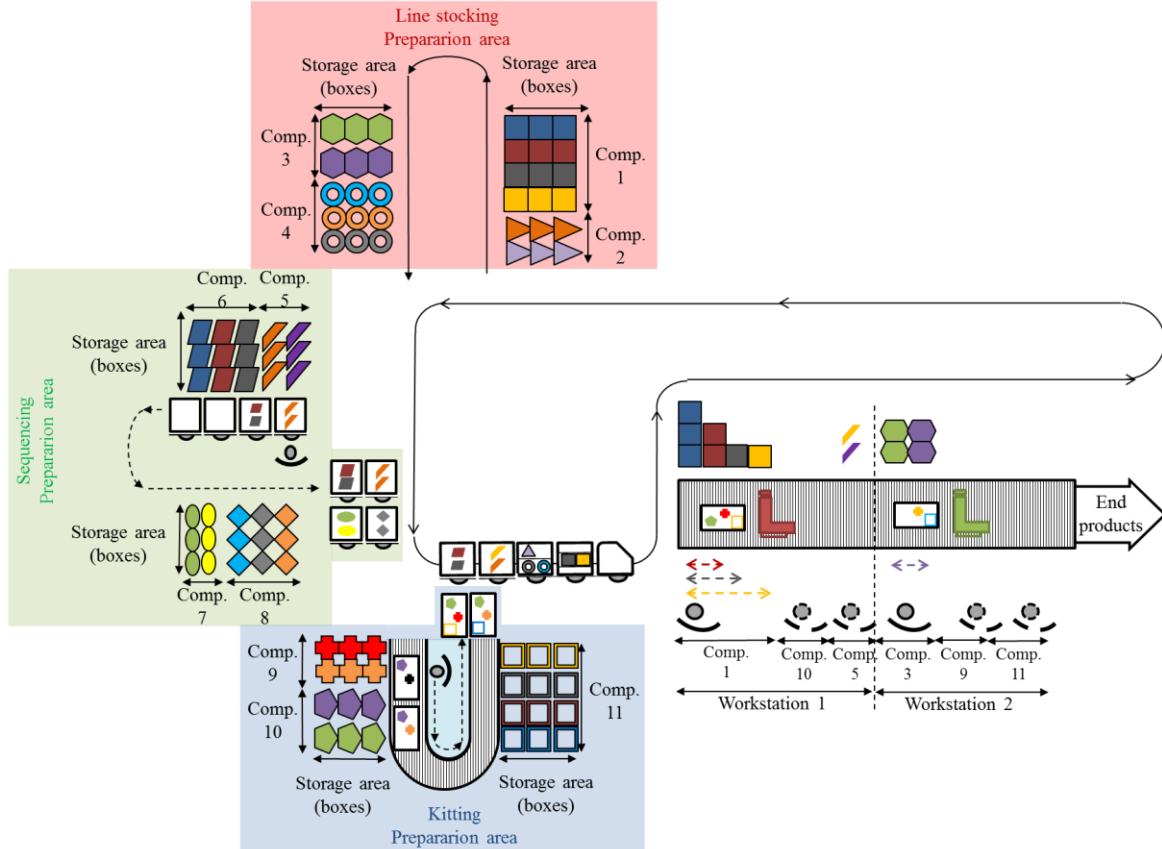 Line stocking
Prepararion area
Storage area
(boxes)
Storage area
(boxes)
Comp.
3
Comp.
4
Comp.
1
Comp.
2
Sequencing
Prepararion area
Comp.
6
Comp.
5
Storage area
(boxes)
Storage area
(boxes)
Comp.
7
Comp.
8
End
products
Comp.
1
Comp.
10
Comp.
5
Comp.
3
Comp.
9
Comp.
11
Workstation 1
Workstation 2
Comp.
9
Comp.
10
Comp.
11
Storage area
(boxes)
Storage area
(boxes)
Kitting
Prepararion area